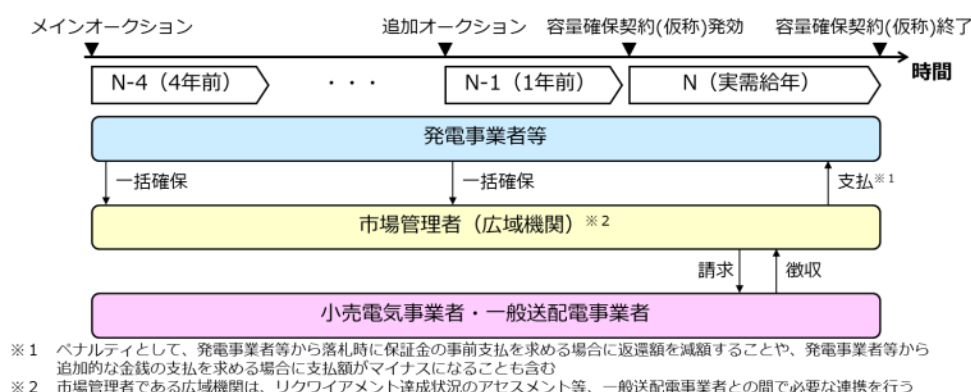 メインオークション 追加オークション 容量確保契約(仮称)発効 容量確保契約(仮称)終了
時間
N-4（4年前） ・・・ N-1（1年前） N（実需給年）
発電事業者等
一括確保 一括確保 支払※1
市場管理者（広域機関）※2
請求 徴収
小売電気事業者・一般送配電事業者
※1 ペナルティとして、発電事業者等から落札時に保証金の事前支払を求める場合に返還額を減額することや、発電事業者等から
追加的な金銭の支払を求める場合に支払額がマイナスになることも含む
※2 市場管理者である広域機関は、リクワイアメント達成状況のアセスメント等、一般送配電事業者との間で必要な連携を行う